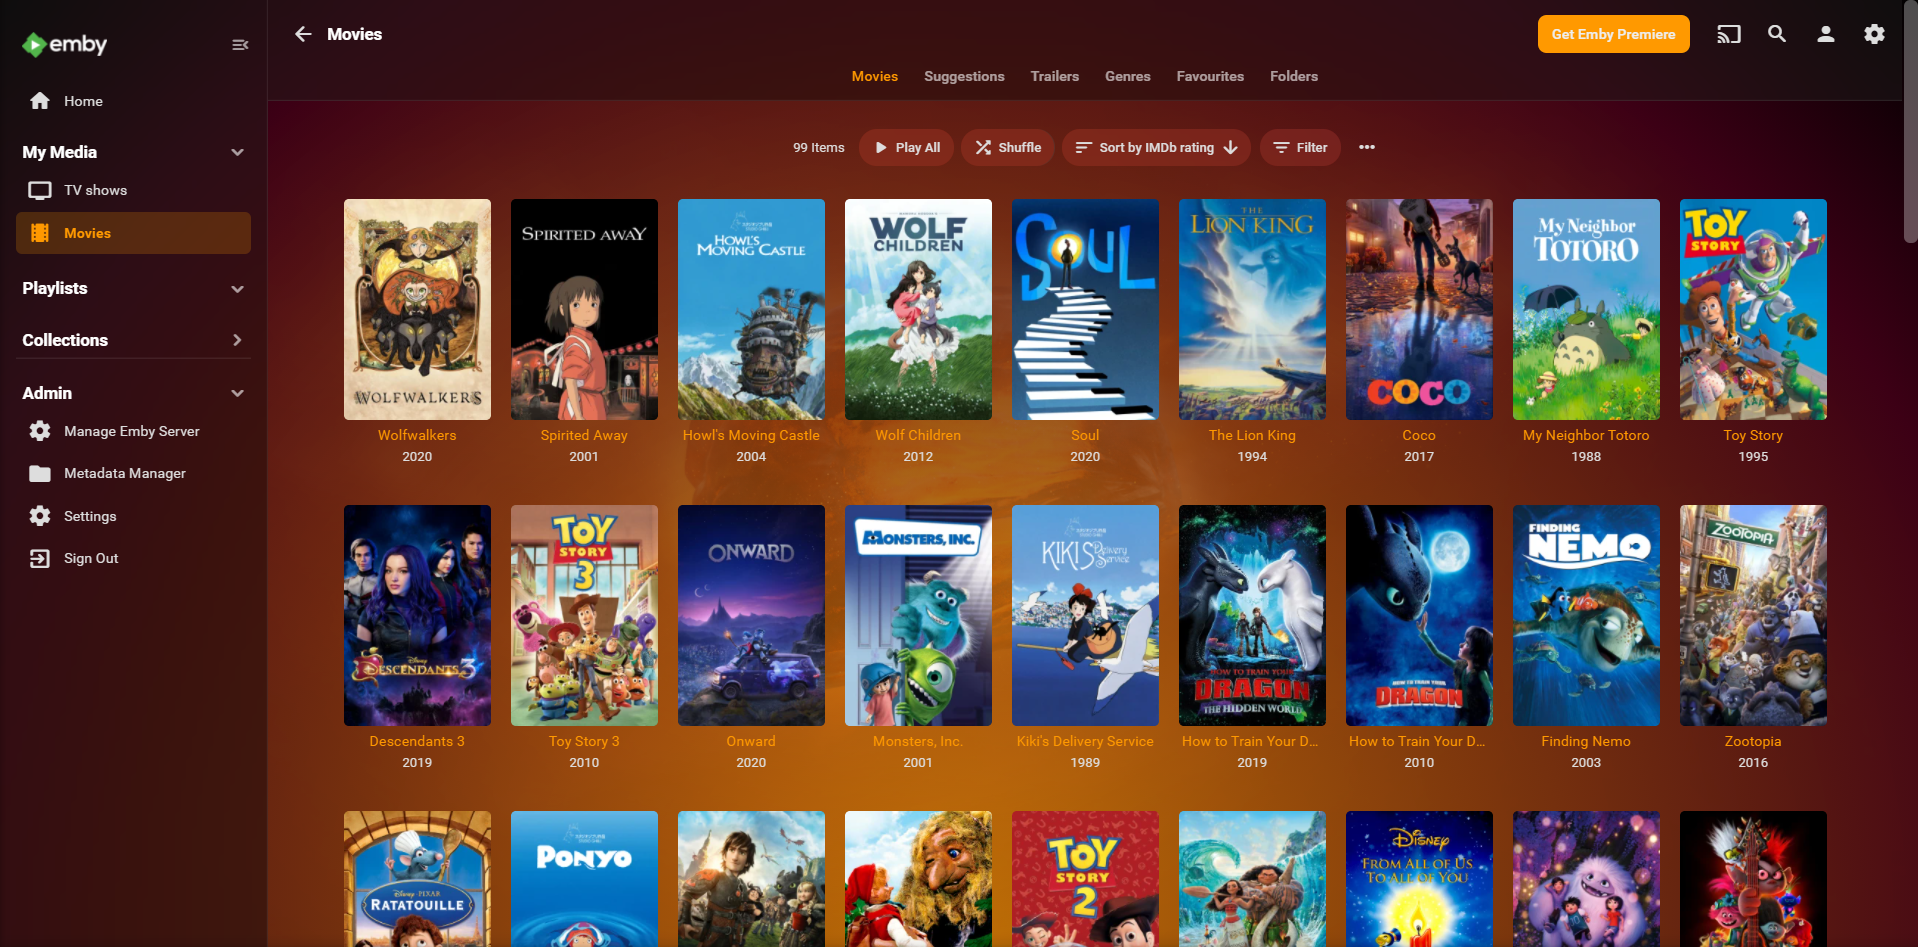 emby
Movies
Get Emby Premiere
Home
My Media
TV shows
Movies
Playlists
Collections
Admin
Manage Emby Server
Metadata Manager
Settings
Sign Out
Movies Suggestions Trailers Genres Favourites Folders
99 Items Play All Shuffle Sort by IMDb rating Filter
WOLFWALKERS
SPIRITED AWAY
HOWL'S
MOVING CASTLE
WOLF
CHILDREN
SOUL
THE
LION KING
COCO
My Neighbor
TOTORO
TOY
STORY
Wolfwalkers
2020
Spirited Away
2001
Howl's Moving Castle
2004
Wolf Children
2012
Soul
2020
The Lion King
1994
Coco
2017
My Neighbor Totoro
1988
Toy Story
1995
Disney
DESCENDANTS 3
TOY
STORY
3
ONWARD
MONSTERS, INC.
KIKI'S Delivery
Service
HOW TO TRAIN YOUR
DRAGON
THE HIDDEN WORLD
HOW TO TRAIN YOUR
DRAGON
FINDING
NEMO
ZOOTOPIA
Descendants 3
2019
Toy Story 3
2010
Onward
2020
Monsters, Inc.
2001
Kiki's Delivery Service
1989
How to Train Your D...
2019
How to Train Your D...
2010
Finding Nemo
2003
Zootopia
2016
Disney · PIXAR
RATATOUILLE
PONYO
TOY
STORY
2
Disney
FROM ALL OF US
TO ALL OF YOU